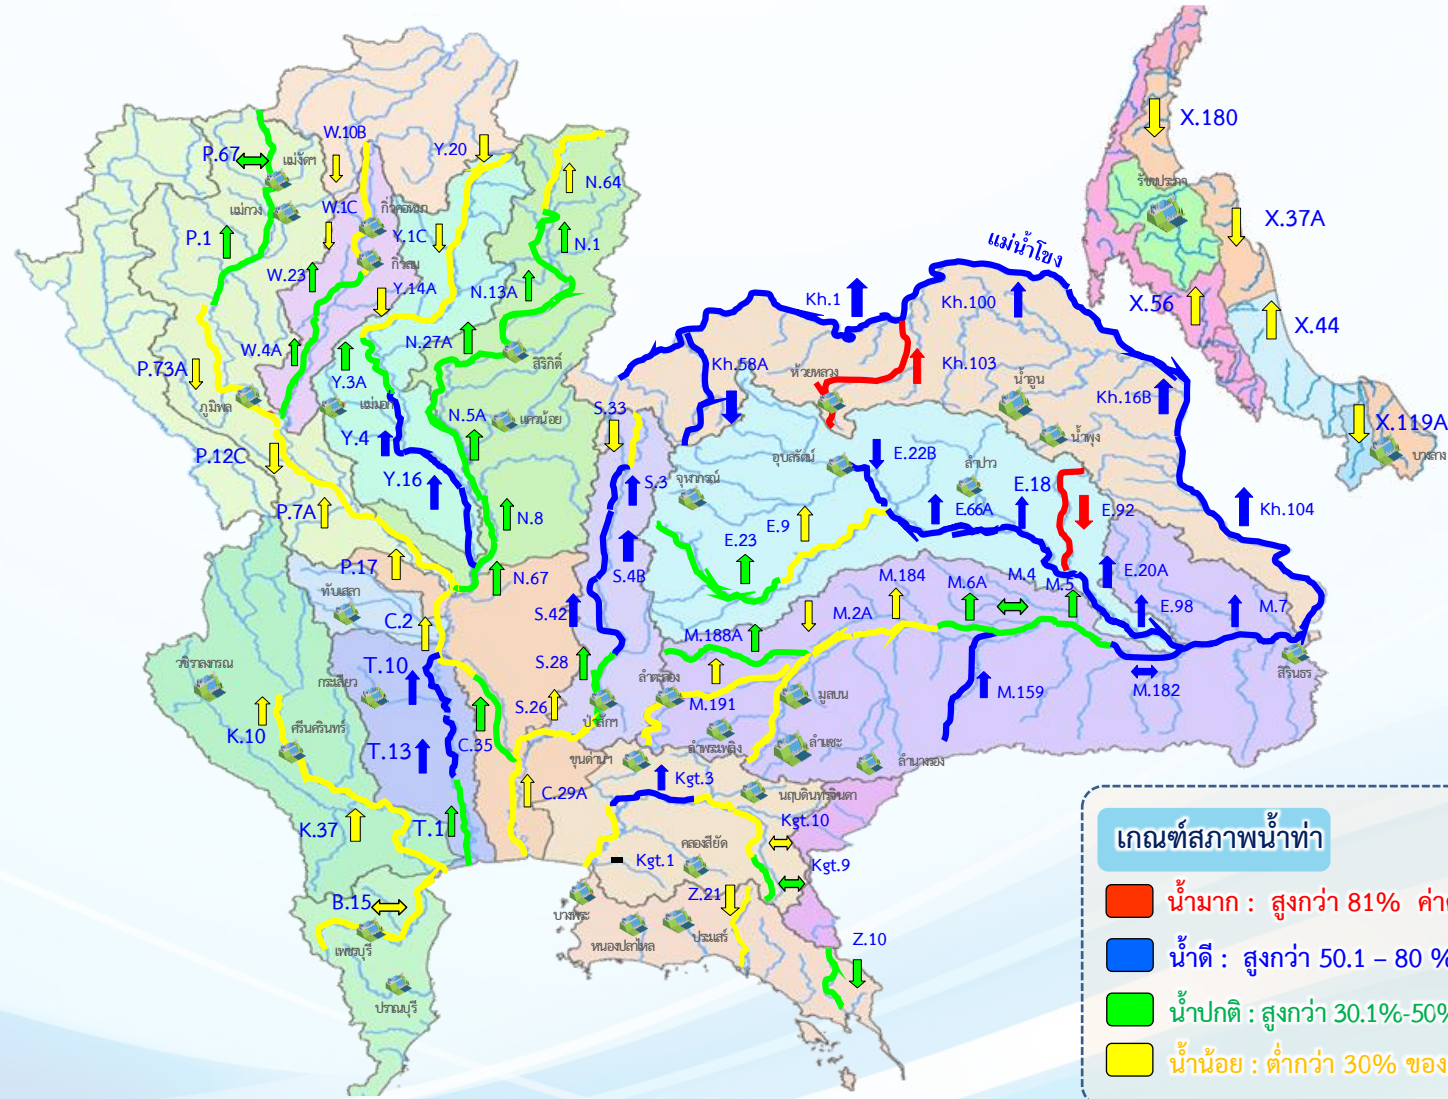 P.67
แม่งัดฯ
แม่กวง
P.1
W.10B
W.1C
กิ่วคอหมา
กิ่วลม
W.23
W.4A
Y.20
Y.1C
Y.14A
Y.3A
แม่มอก
Y.4
Y.16
N.64
N.1
N.13A
N.27A
สิริกิติ์
N.5A
แควน้อย
N.8
N.67
P.73A
ภูมิพล
P.12C
P.7A
P.17
ทับเสลา
C.2
T.10
กระเสียว
T.13
C.35
T.1
C.29A
วชิราลงกรณ
K.10
ศรีนครินทร์
K.37
B.15
เพชรบุรี
ปราณบุรี
S.33
S.3
S.4B
S.42
S.28
S.26
ป่าสักฯ
แม่น้ำโขง
Kh.1
Kh.100
Kh.58A
ห้วยหลวง
Kh.103
น้ำอูน
น้ำพุง
Kh.16B
Kh.104
จุฬาภรณ์
อุบลรัตน์
E.22B
ลำปาว
E.18
E.92
E.66A
E.9
E.23
E.20A
E.98
M.184
M.6A
M.4
M.5
M.2A
M.188A
M.7
M.182
M.159
สิรินธร
ลำตะคอง
M.191
มูลบน
ลำพระเพลิง
ลำแชะ
ลำนางรอง
ขุนด่านฯ
Kgt.3
นฤบดินทรจินดา
Kgt.10
คลองสียัด
Kgt.1
Kgt.9
บางพระ
หนองปลาไหล
ประแสร์
Z.21
Z.10
X.180
รัชชประภา
X.37A
X.56
X.44
X.119A
บางลาง
เกณฑ์สภาพน้ำท่า
น้ำมาก : สูงกว่า 81% ค่า
น้ำดี : สูงกว่า 50.1 – 80 %
น้ำปกติ : สูงกว่า 30.1%-50%
น้ำน้อย : ต่ำกว่า 30% ของ